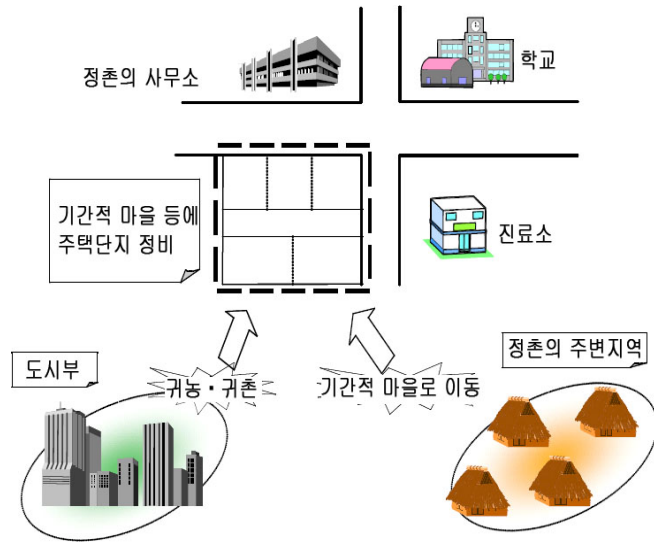 정촌의 사무소
학교
기간적 마을 등에
주택단지 정비
진료소
도시부
귀농・귀촌
기간적 마을로 이동
정촌의 주변지역